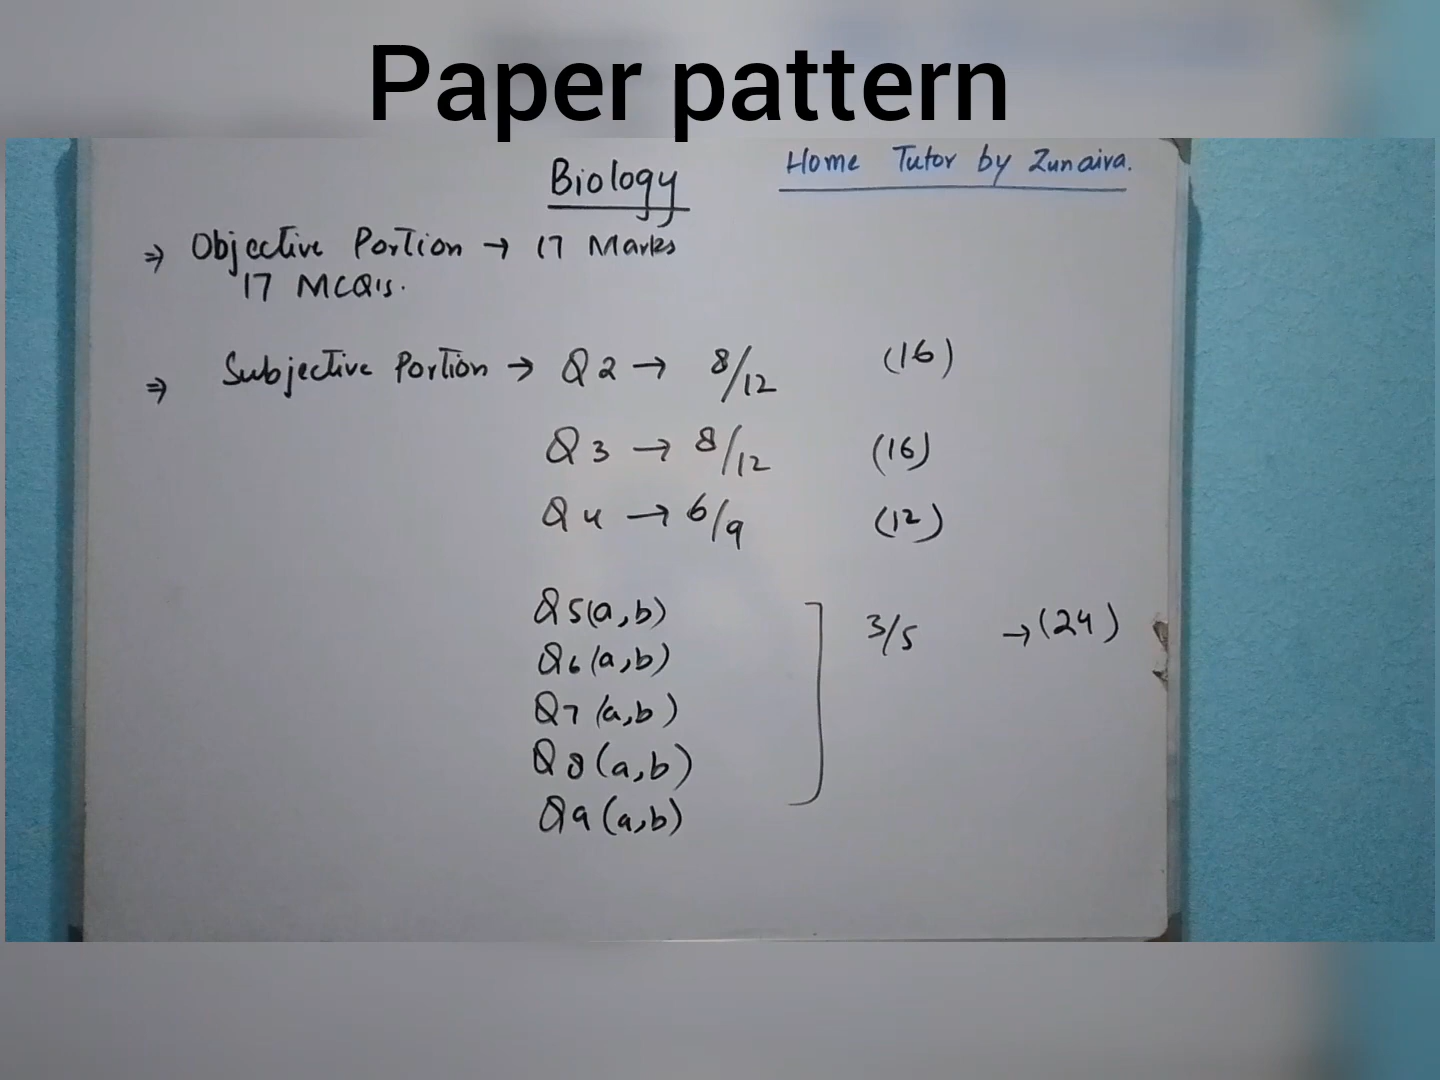 Paper pattern
Biology
Home Tutor by Zunaira.
⇒ Objective Portion → 17 Marks
17 MCQ's.
⇒ Subjective Portion → Q2 → 8/12 (16)
Q3 → 8/12 (16)
Q4 → 6/9 (12)
Q5(a,b)
Q6(a,b)
Q7(a,b)
Q8(a,b)
Q9(a,b)
3/5 → (24)